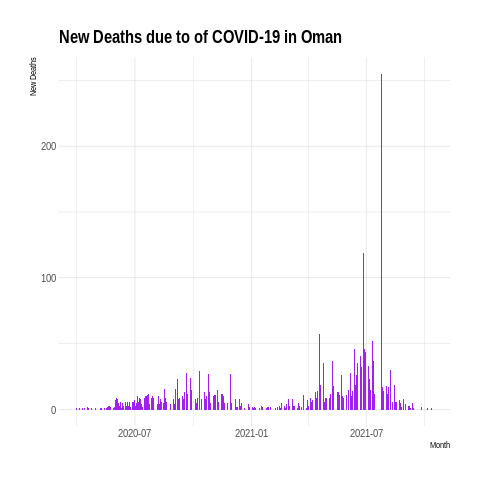 New Deaths due to of COVID-19 in Oman
New Deaths
200
100
0
2020-07
2021-01
2021-07
Month